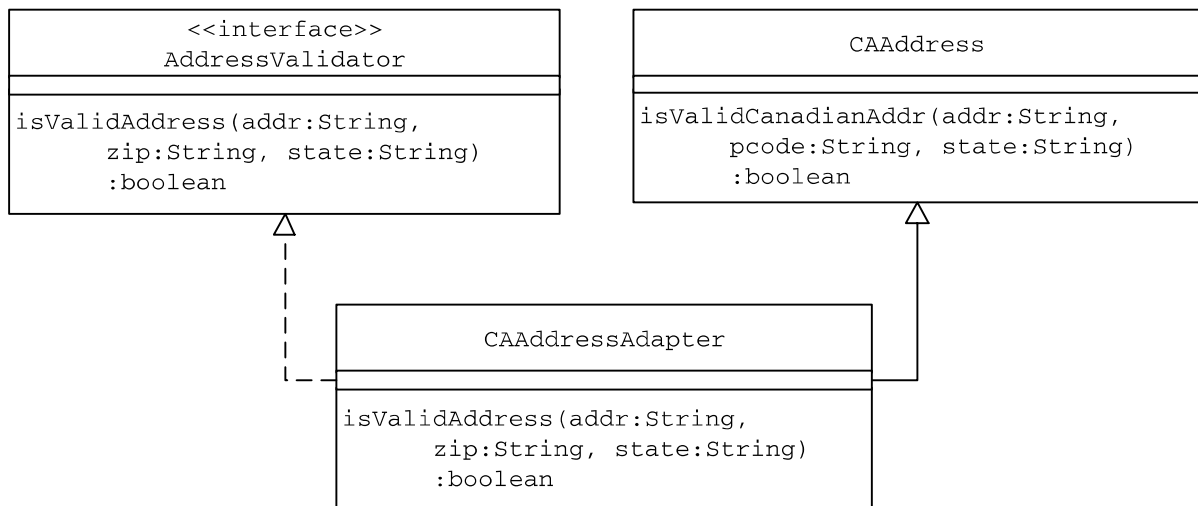 <<interface>>
AddressValidator
isValidAddress(addr:String,
zip:String, state:String)
:boolean
CAAddress
isValidCanadianAddr(addr:String,
pcode:String, state:String)
:boolean
CAAddressAdapter
isValidAddress(addr:String,
zip:String, state:String)
:boolean